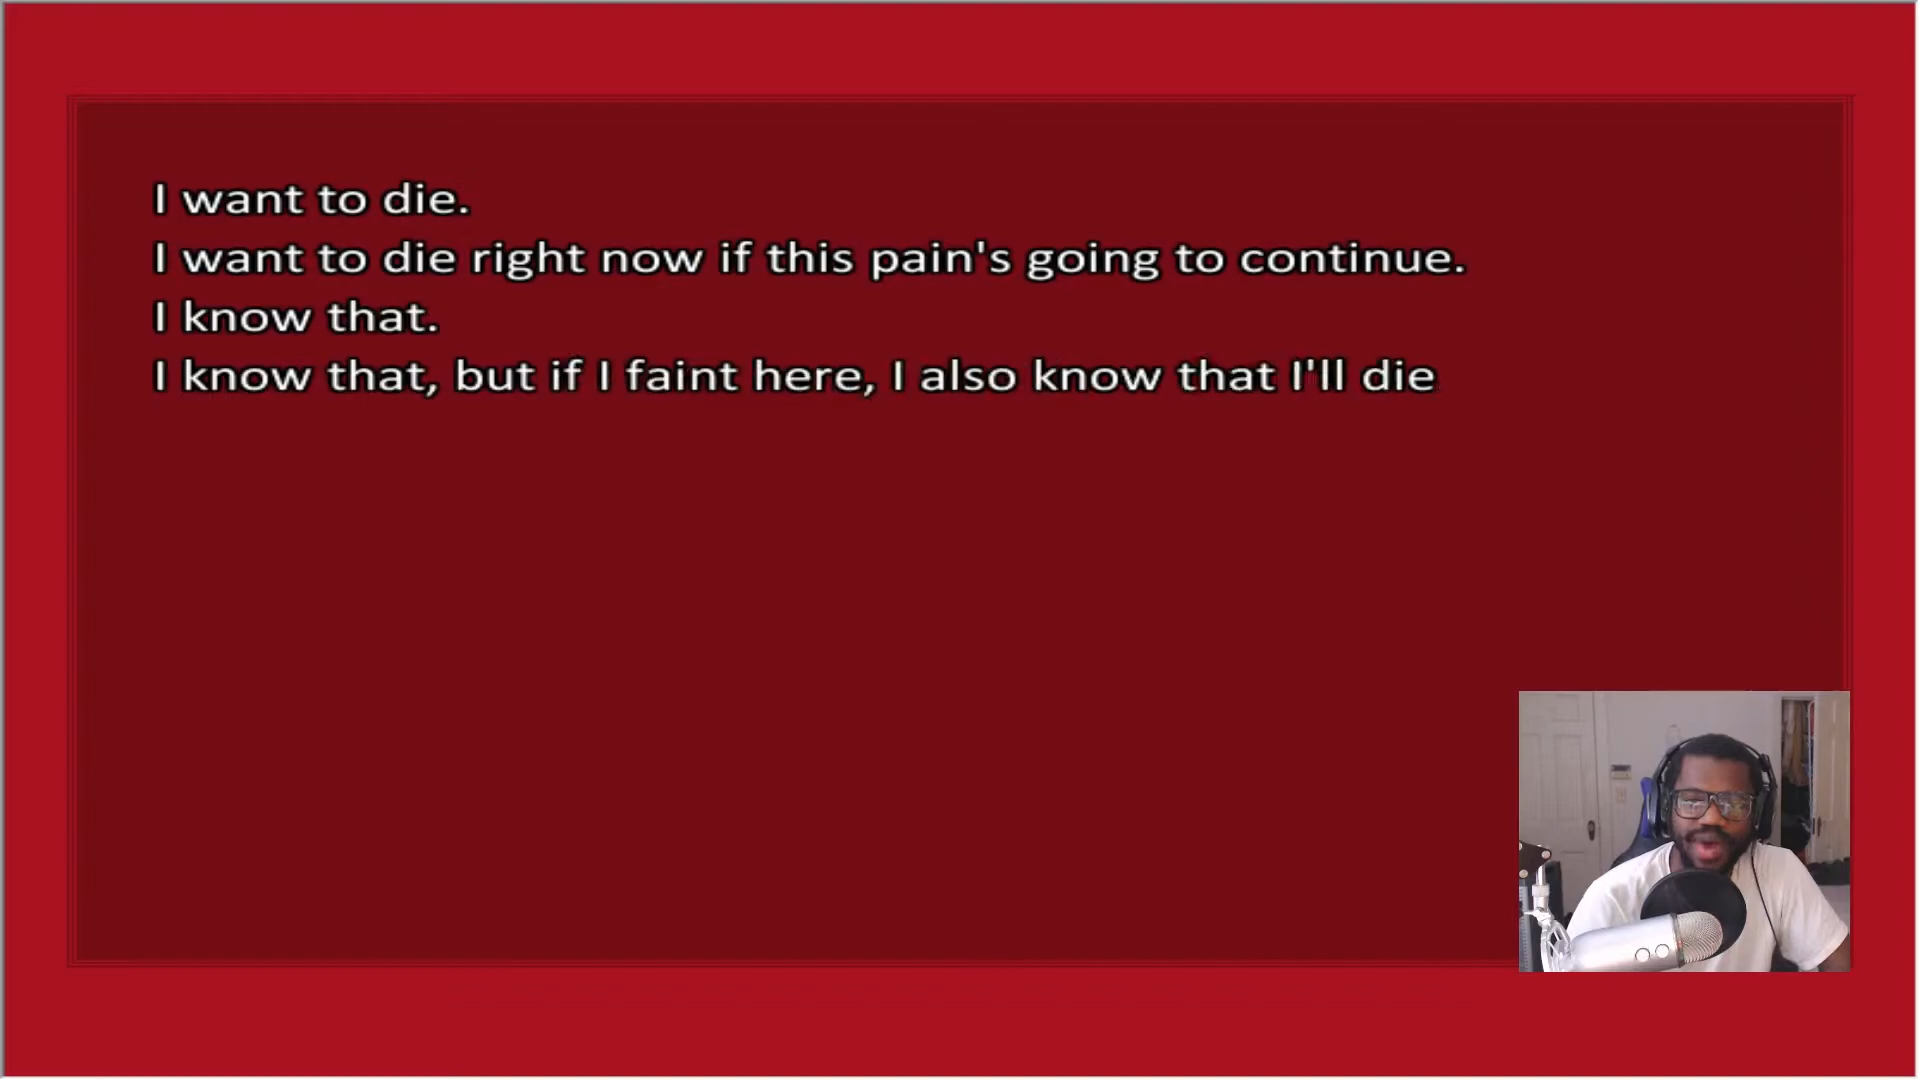 I want to die.
I want to die right now if this pain's going to continue.
I know that.
I know that, but if I faint here, I also know that I'll die